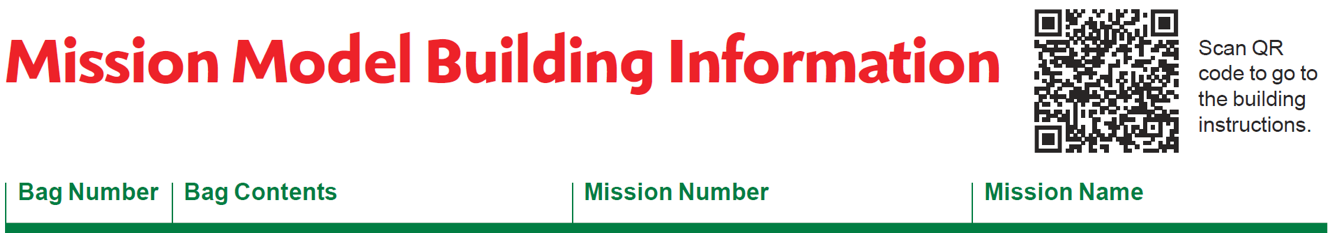 Mission Model Building Information
Scan QR
code to go to
the building
instructions.
Bag Number Bag Contents Mission Number Mission Name